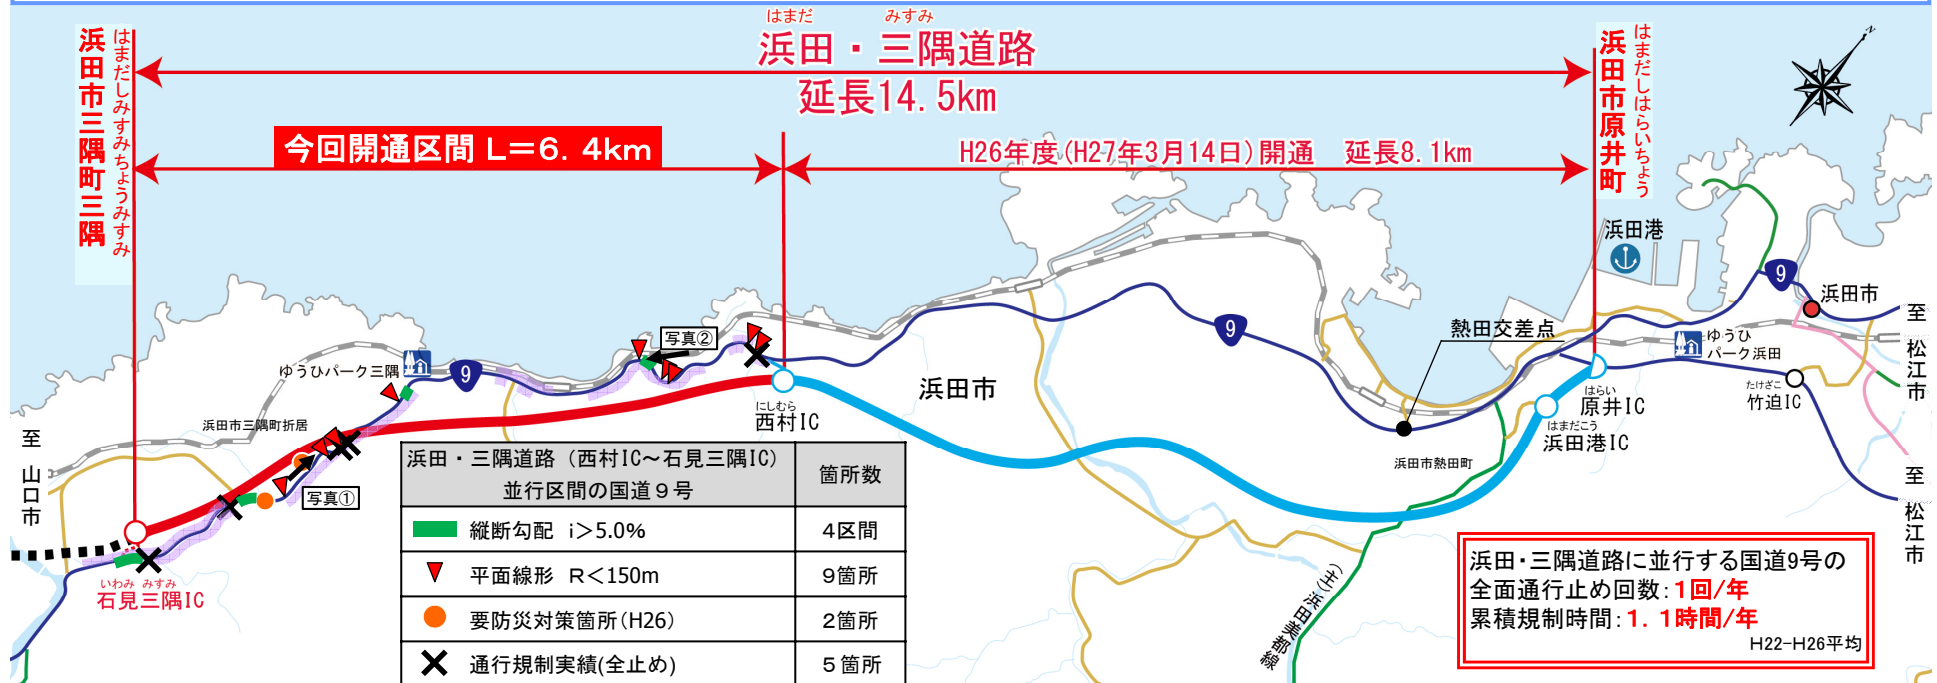 はまだ みすみ
浜田・三隅道路
延長14.5km
浜田市三隅町三隅
はまだしみすみちょうみすみ
浜田市原井町
はまだしはらいちょう
N
今回開通区間 L=6.4km
H26年度(H27年3月14日)開通 延長8.1km
浜田港
9
浜田市
至 松江市
ゆうひパーク浜田
熱田交差点
9
写真②
ゆうひパーク三隅
9
たけざこ
竹迫IC
はらい
原井IC
はまだこう
浜田港IC
浜田市
にしむら
西村IC
浜田市三隅町折居
至 山口市
写真①
浜田市熱田町
至 松江市
(主)浜田美都線
いわみ みすみ
石見三隅IC
浜田・三隅道路(西村IC~石見三隅IC)
並行区間の国道9号
箇所数
縦断勾配 i>5.0% 4区間
平面線形 R<150m 9箇所
要防災対策箇所(H26) 2箇所
通行規制実績(全止め) 5箇所
浜田・三隅道路に並行する国道9号の
全面通行止め回数:1回/年
累積規制時間:1.1時間/年
H22-H26平均